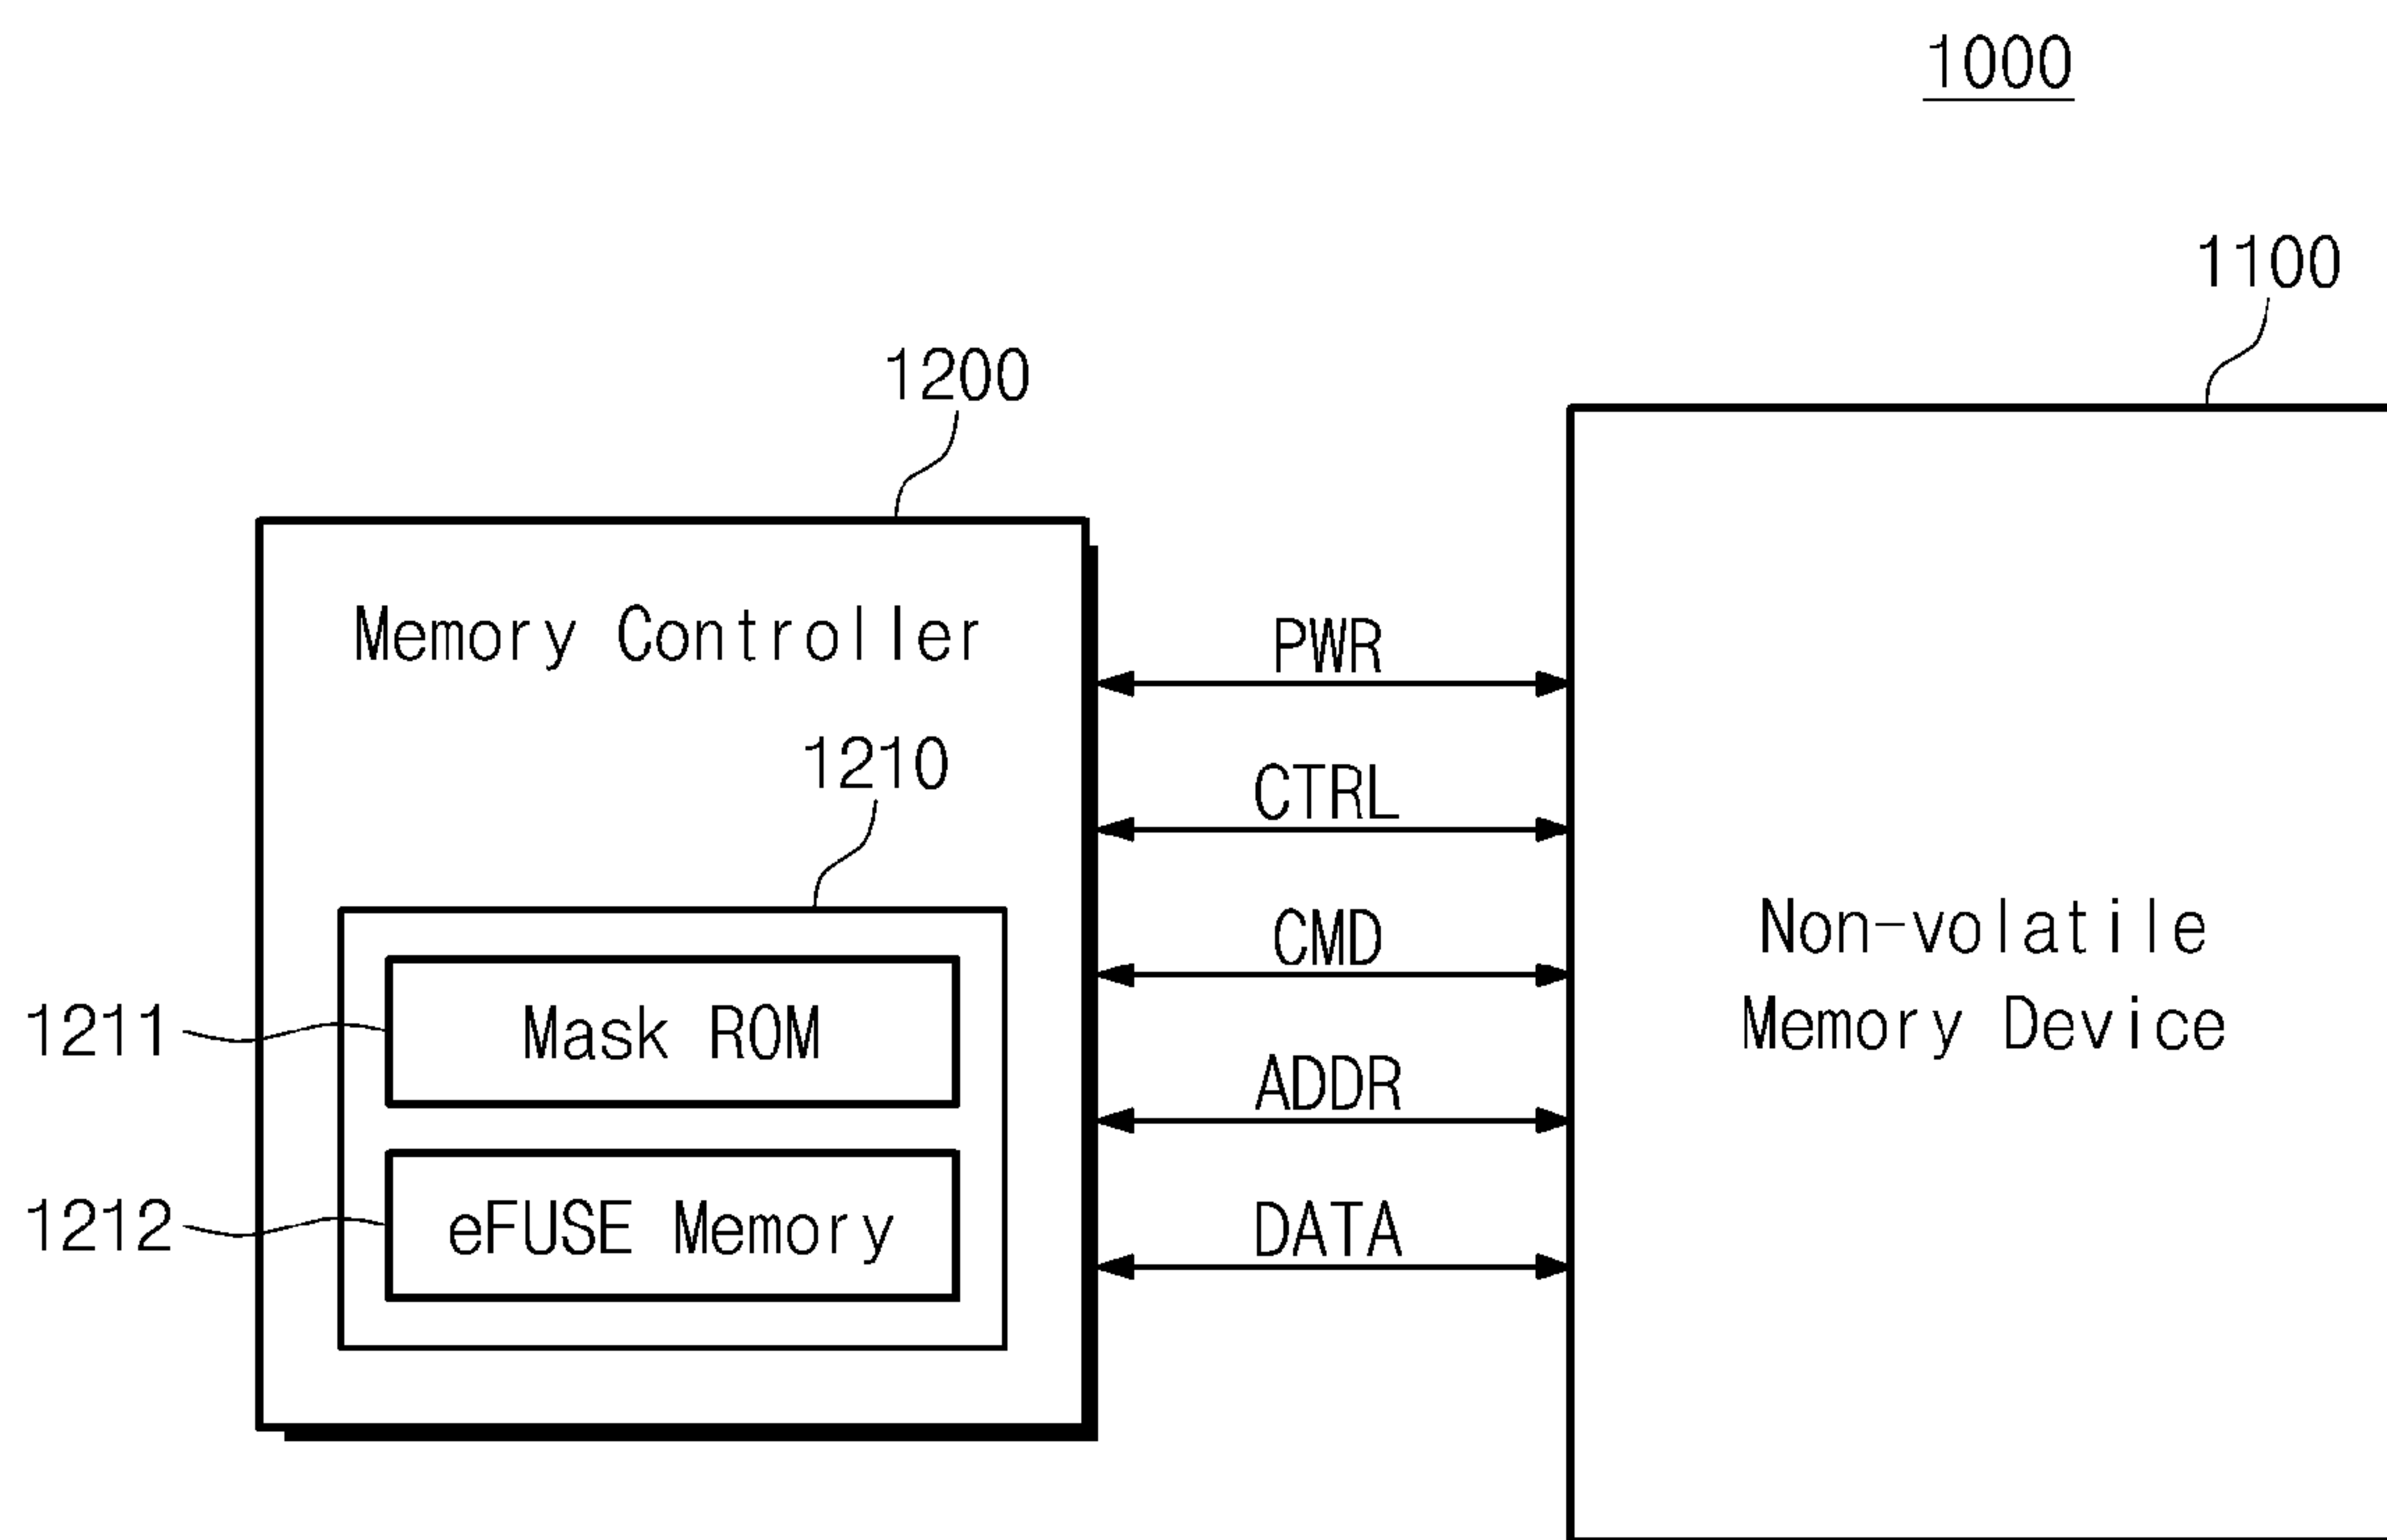 1000
1100
1200
Memory Controller
PWR
1210
CTRL
CMD
Non-volatile
Memory Device
1211
Mask ROM
ADDR
1212
eFUSE Memory
DATA